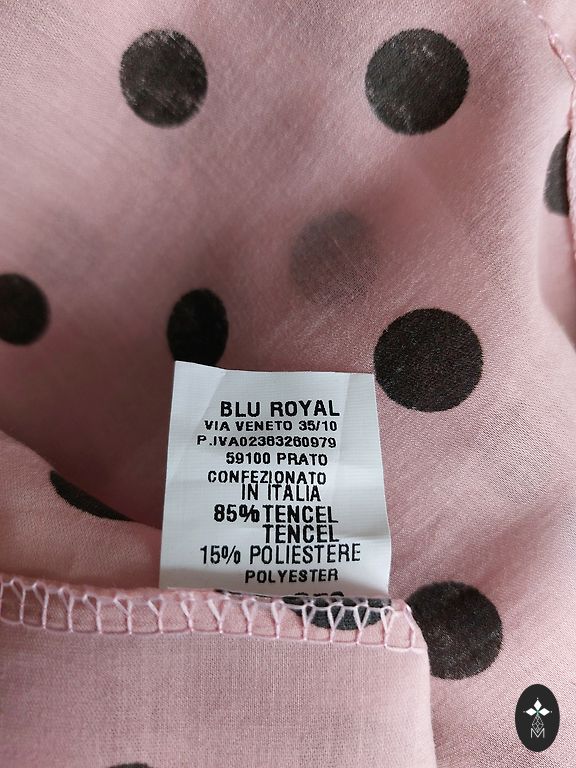 BLU ROYAL
VIA VENETO 35/10
P.IVA02383260979
59100 PRATO
CONFEZIONATO
IN ITALIA
85% TENCEL
TENCEL
15% POLIESTERE
POLYESTER